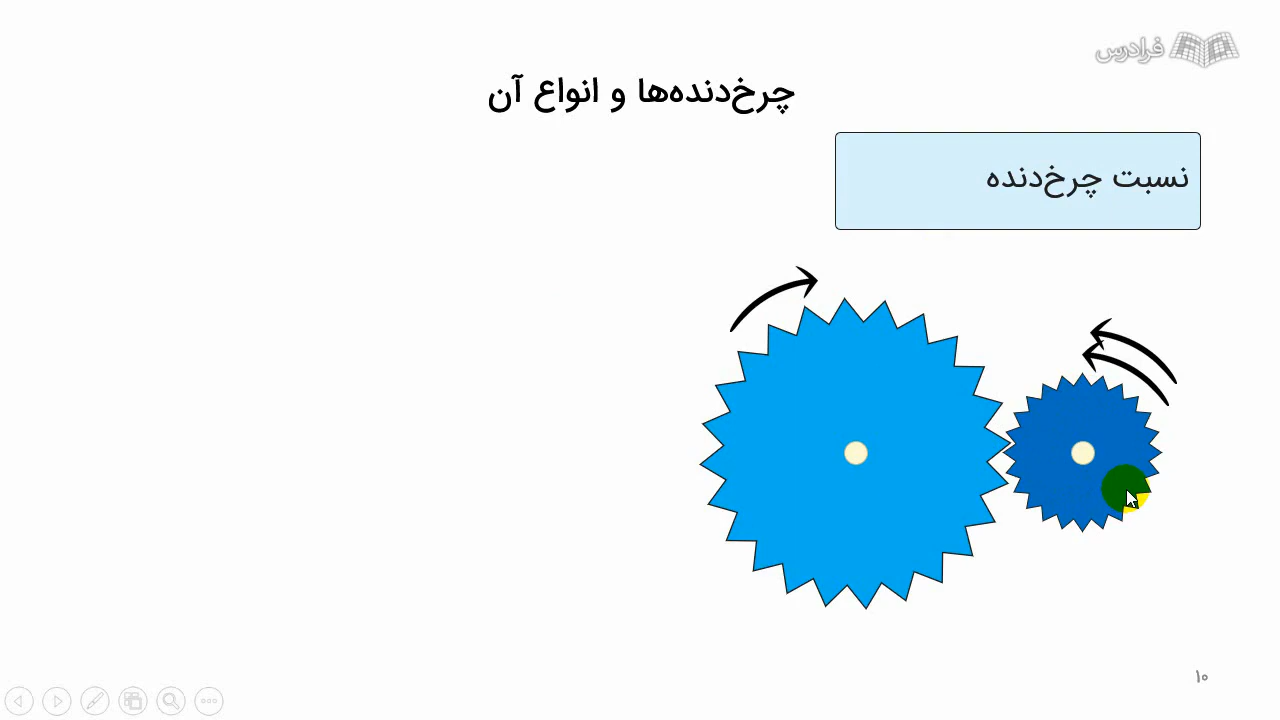 فرادرس
چرخ‌دنده‌ها و انواع آن
نسبت چرخ‌دنده
۱۰